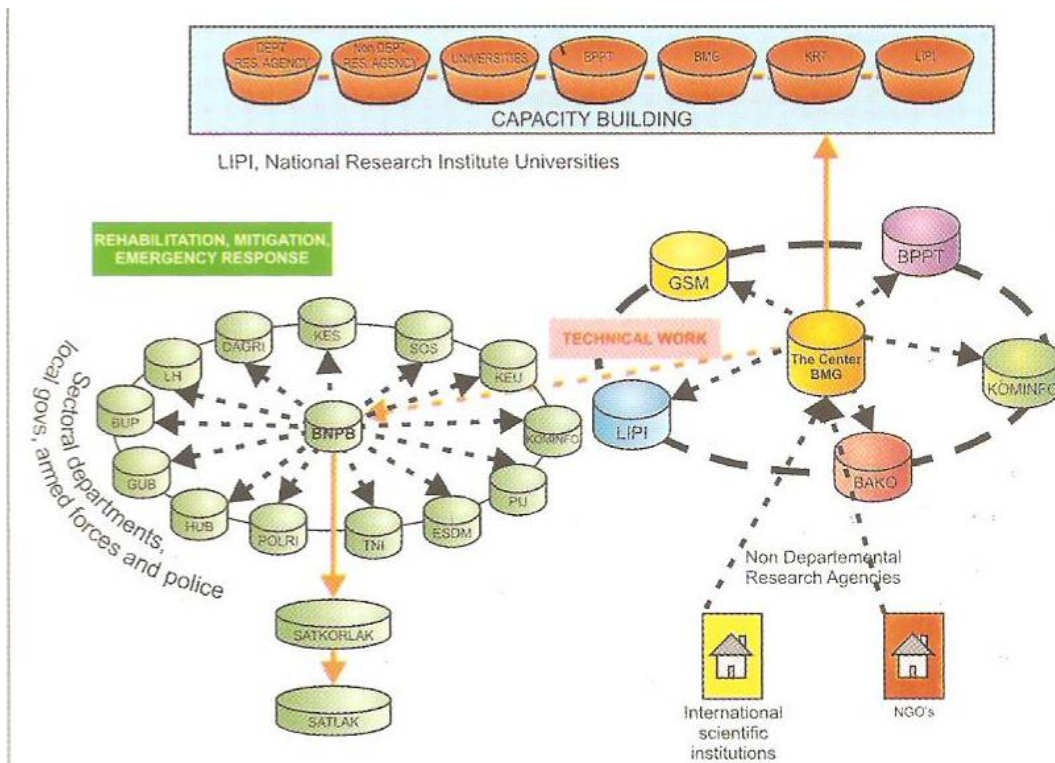 DEPT.
RES. AGENCY
Non DEPT.
RES. AGENCY
UNIVERSITIES
BPPT
BMG
KRT
LIPI
CAPACITY BUILDING
LIPI, National Research Institute Universities
REHABILITATION, MITIGATION,
EMERGENCY RESPONSE
GSM
BPPT
TECHNICAL WORK
The Center
BMG
KOMINFO
LIPI
BAKO
KES
DAGRI
SOS
LH
KEU
BUP
BNPB
KOMINFO
GUB
PU
HUB
POLRI
TNI
ESDM
Sectoral departments,
local govs, armed forces and police
SATKORLAK
SATLAK
Non Departemental
Research Agencies
International
scientific
institutions
NGO's